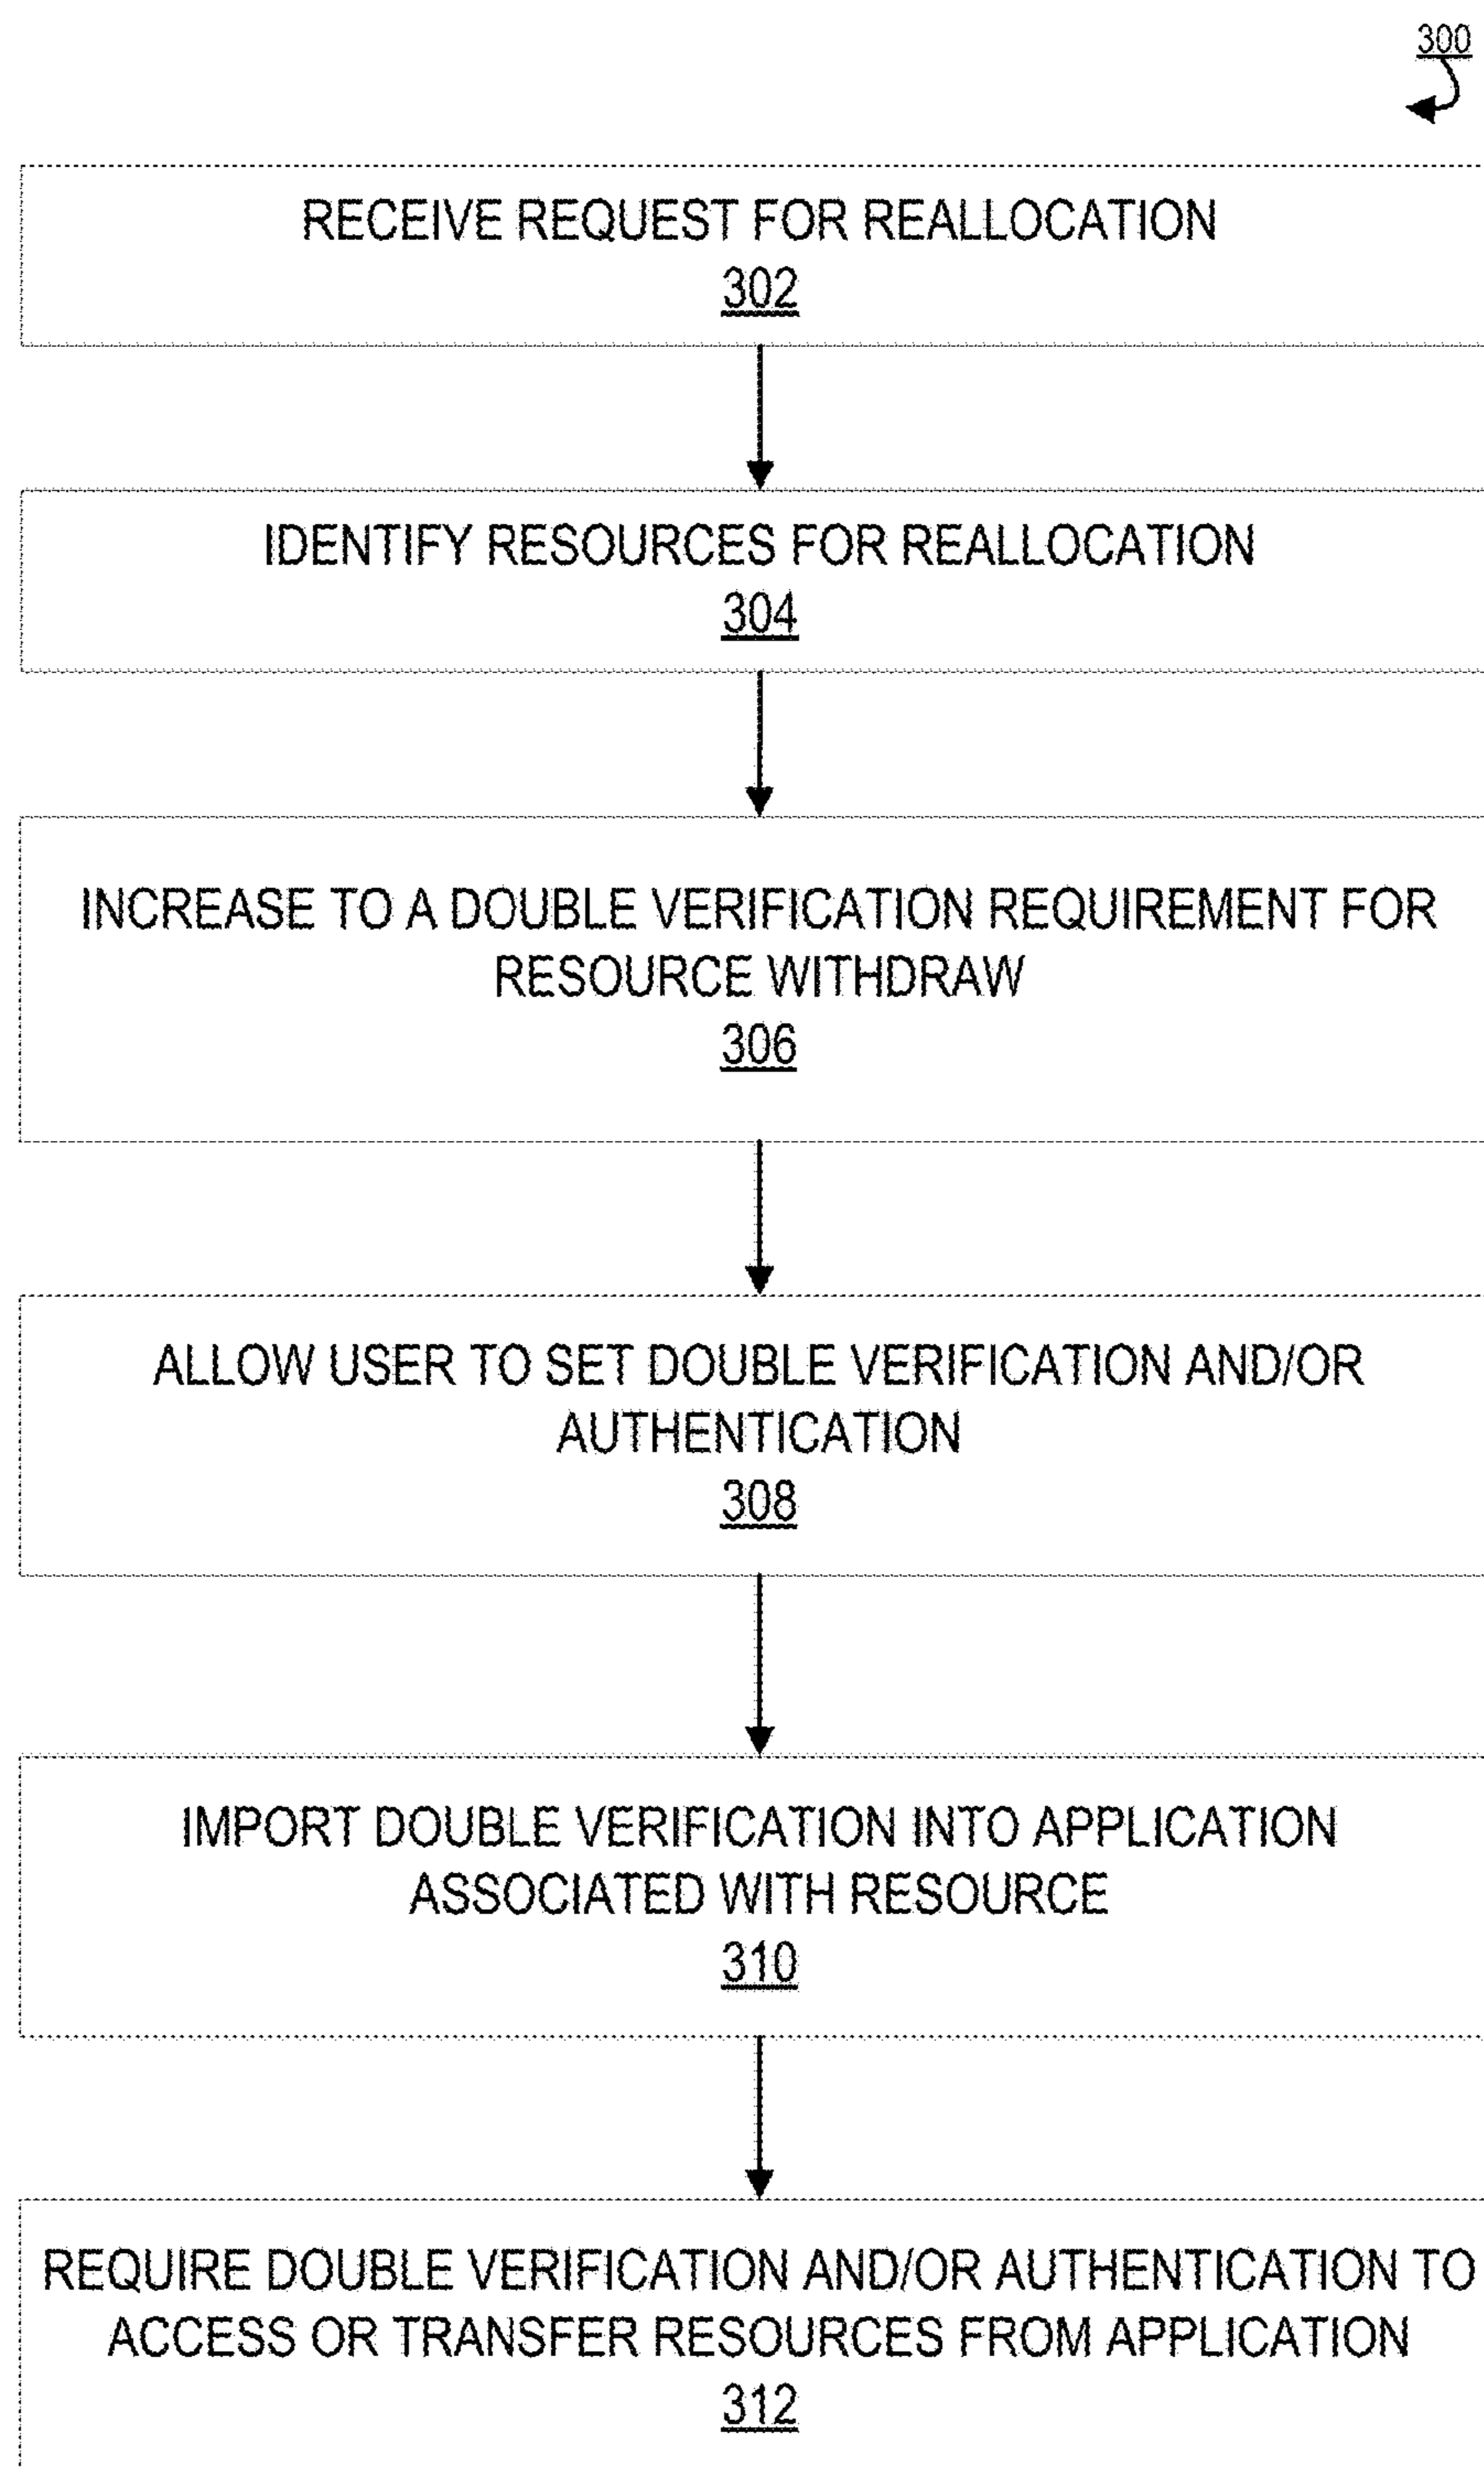 300
RECEIVE REQUEST FOR REALLOCATION
302
IDENTIFY RESOURCES FOR REALLOCATION
304
INCREASE TO A DOUBLE VERIFICATION REQUIREMENT FOR
RESOURCE WITHDRAW
306
ALLOW USER TO SET DOUBLE VERIFICATION AND/OR
AUTHENTICATION
308
IMPORT DOUBLE VERIFICATION INTO APPLICATION
ASSOCIATED WITH RESOURCE
310
REQUIRE DOUBLE VERIFICATION AND/OR AUTHENTICATION TO
ACCESS OR TRANSFER RESOURCES FROM APPLICATION
312